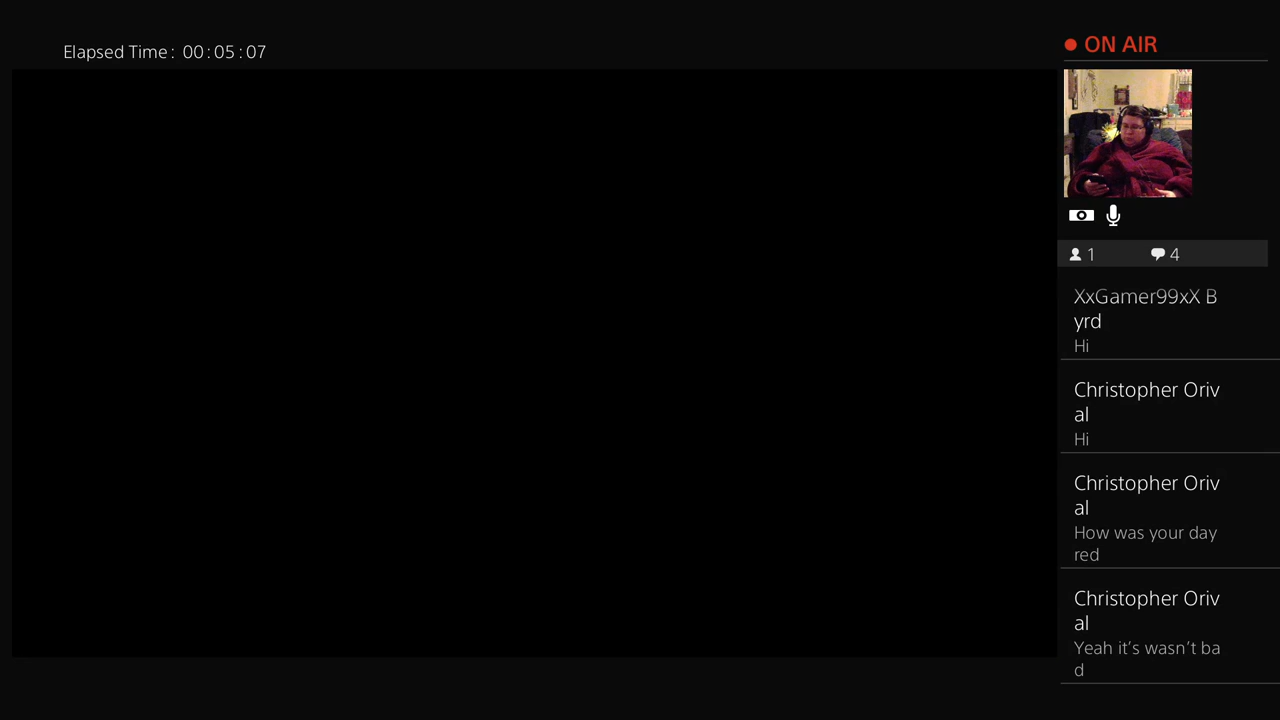 Elapsed Time: 00:05:07
ON AIR
1 4
XxGamer99xX B
yrd
Hi
Christopher Oriv
al
Hi
Christopher Oriv
al
How was your day
red
Christopher Oriv
al
Yeah it's wasn't ba
d